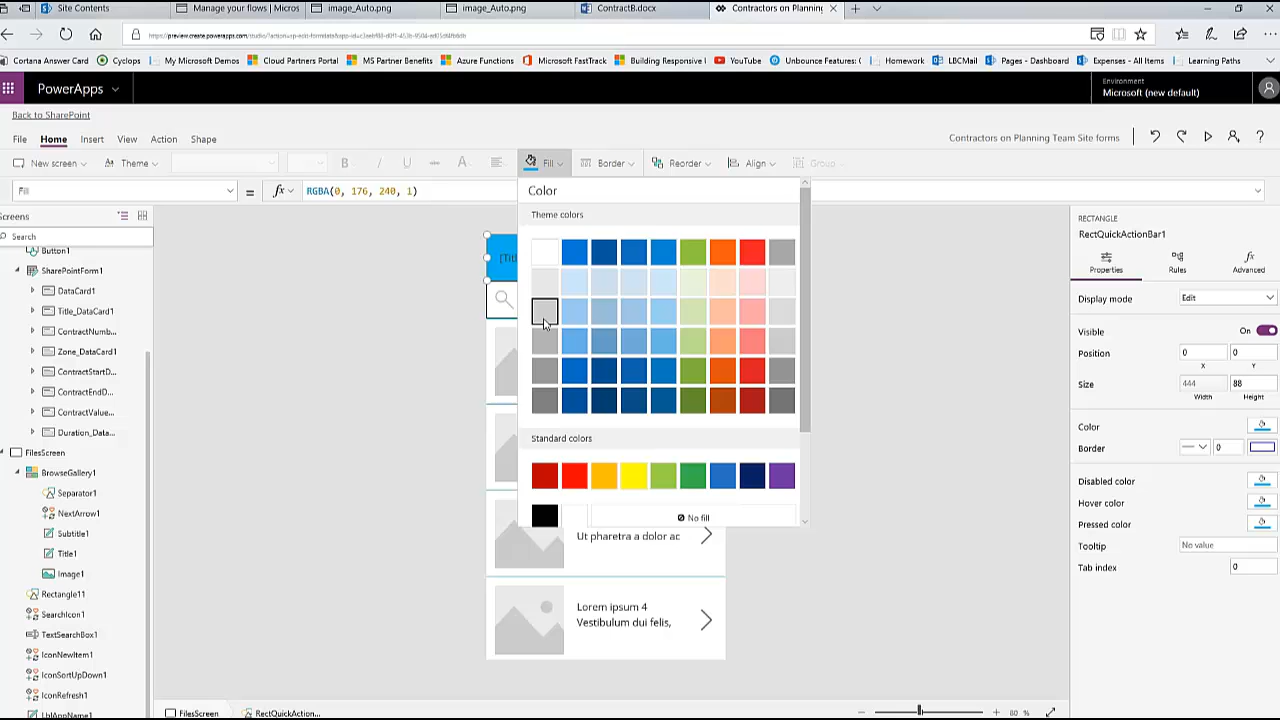 Site Contents
Manage your flows | Micros
image_Auto.png
image_Auto.png
ContractB.docx
Contractors on Planning
Cortana Answer Card
Cyclops
My Microsoft Demos
Cloud Partners Portal
MS Partner Benefits
Azure Functions
Microsoft FastTrack
Building Responsive I
YouTube
Unbounce Features: (
Homework
LBCMail
Pages - Dashboard
Expenses - All Items
Learning Paths
PowerApps
Environment
Microsoft (new default)
Back to SharePoint
File Home Insert View Action Shape
Contractors on Planning Team Site forms
New screen
Theme
B I U abc A
Fill
Border
Reorder
Align
Group
Fill
= fx RGBA(0, 176, 240, 1)
Screens
Search
Button1
SharePointForm1
DataCard1
Title_DataCard1
ContractNumb...
Zone_DataCard1
ContractStartD...
ContractEndD...
ContractValue...
Duration_Data...
FilesScreen
BrowseGallery1
Separator1
NextArrow1
Subtitle1
Title1
Image1
Rectangle11
SearchIcon1
TextSearchBox1
IconNewItem1
IconSortUpDown1
IconRefresh1
LblAppName1
[Titl
Color
Theme colors
Standard colors
No fill
Ut pharetra a dolor ac
Lorem ipsum 4
Vestibulum dui felis,
RECTANGLE
RectQuickActionBar1
Properties
Rules
fx
Advanced
Display mode
Edit
Visible
On
Position
0
0
X
Y
Size
444
88
Width
Height
Color
Border
0
Disabled color
Hover color
Pressed color
Tooltip
No value
Tab index
0
FilesScreen
RectQuickAction...
80 %